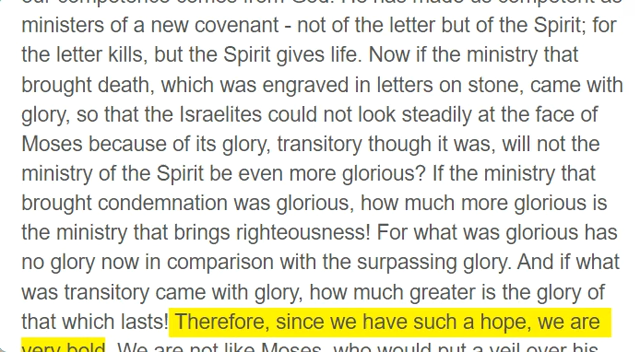 our competence comes from God. He has made us competent as
ministers of a new covenant - not of the letter but of the Spirit; for
the letter kills, but the Spirit gives life. Now if the ministry that
brought death, which was engraved in letters on stone, came with
glory, so that the Israelites could not look steadily at the face of
Moses because of its glory, transitory though it was, will not the
ministry of the Spirit be even more glorious? If the ministry that
brought condemnation was glorious, how much more glorious is
the ministry that brings righteousness! For what was glorious has
no glory now in comparison with the surpassing glory. And if what
was transitory came with glory, how much greater is the glory of
that which lasts! Therefore, since we have such a hope, we are
very bold. We are not like Moses, who would put a veil over his